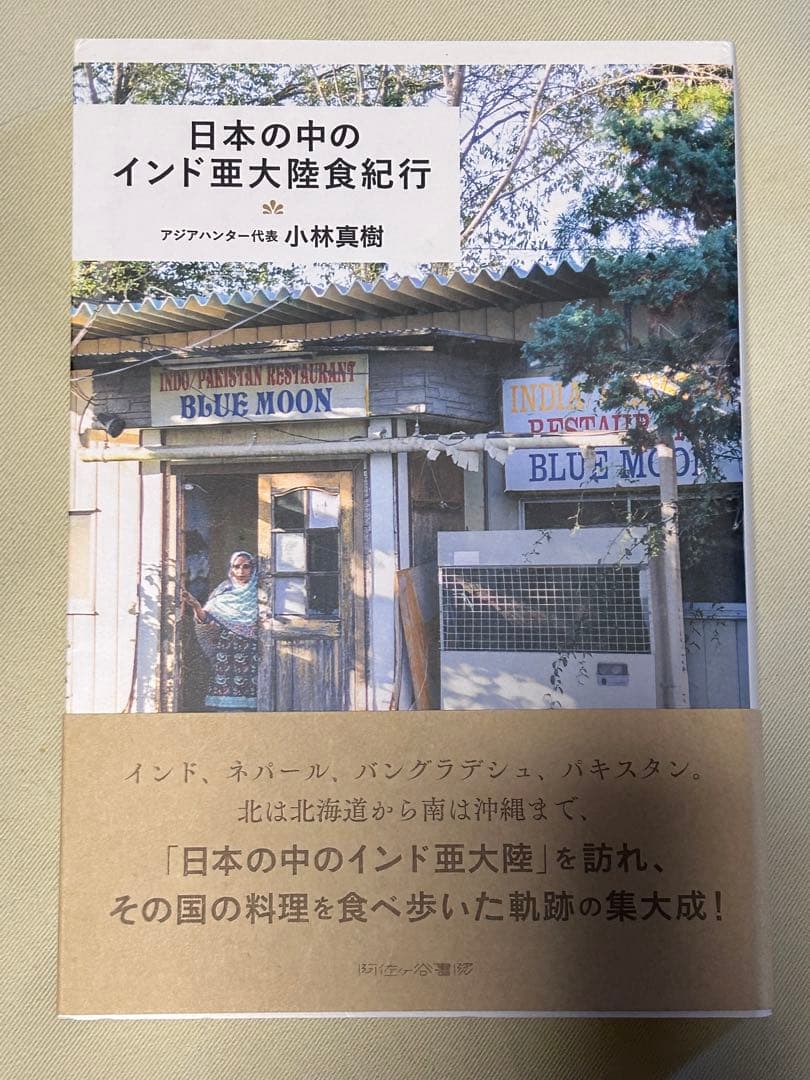 日本の中の
インド亜大陸食紀行
アジアハンター代表 小林真樹
INDO/PAKISTAN RESTAURANT
BLUE MOON
INDIA
RESTAURA
BLUE MOON
インド、ネパール、バングラデシュ、パキスタン。
北は北海道から南は沖縄まで、
「日本の中のインド亜大陸」を訪れ、
その国の料理を食べ歩いた軌跡の集大成！
阿佐ヶ谷書院